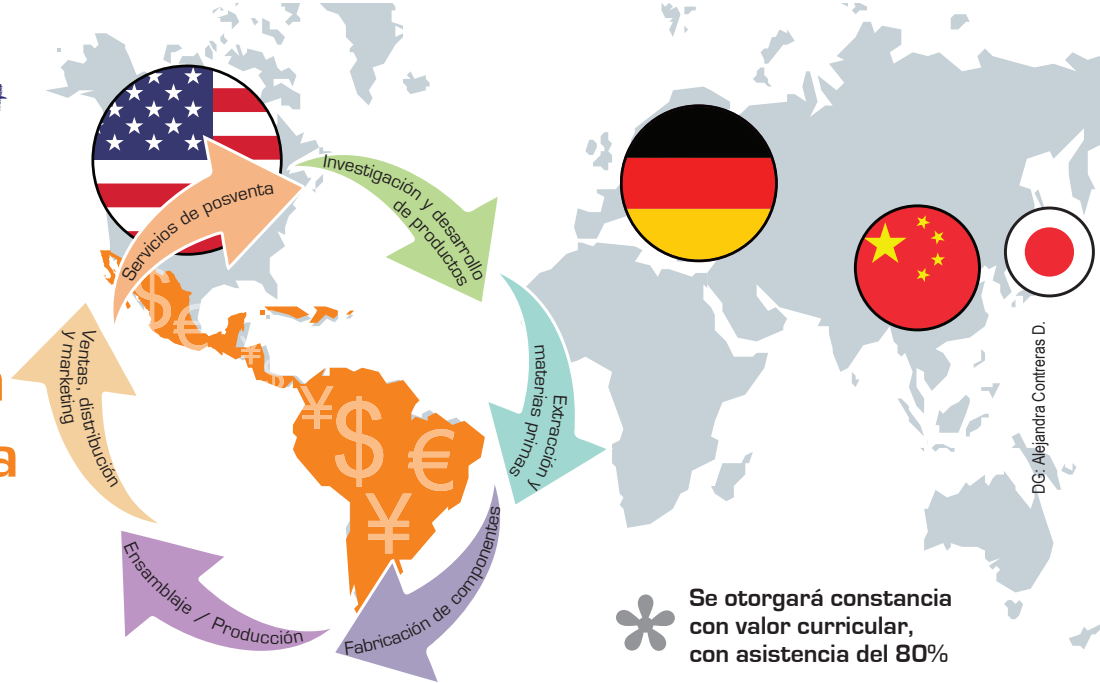 Servicios de posventa
Investigación y desarrollo
de productos
Extracción y
materias primas
Fabricación de componentes
Ensamblaje / Producción
Ventas, distribución
y marketing
$
€
¥
$
¥
$
€
¥
DG: Alejandra Contreras D.
Se otorgará constancia
con valor curricular,
con asistencia del 80%